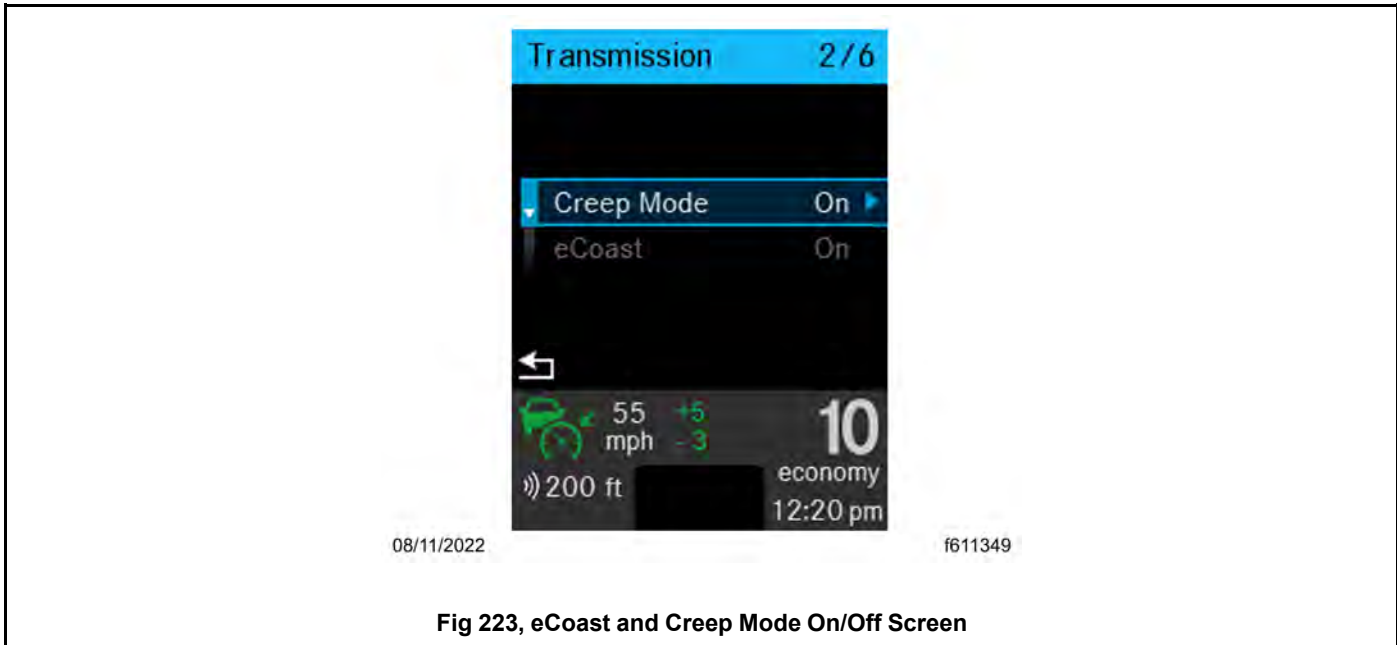 Transmission 2/6
Creep Mode On
eCoast On
55 +5 10
mph - 3
economy
200 ft
12:20 pm
08/11/2022 f611349
Fig 223, eCoast and Creep Mode On/Off Screen